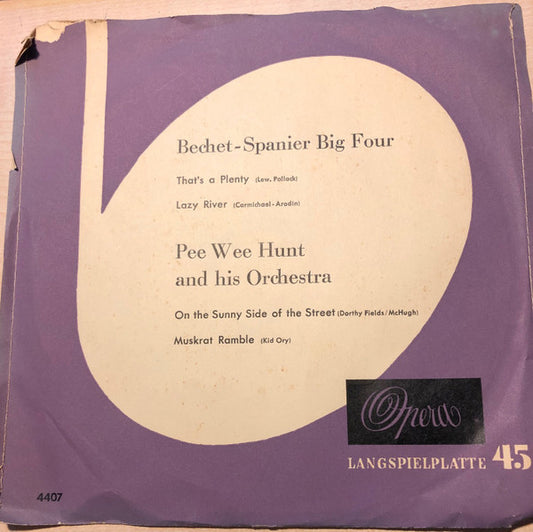 Bechet-Spanier Big Four
That's a Plenty (Lew. Pollack)
Lazy River (Carmichael-Arodin)
Pee Wee Hunt
and his Orchestra
On the Sunny Side of the Street (Dorthy Fields/McHugh)
Muskrat Ramble (Kid Ory)
Opera
LANGSPIELPLATTE 45
4407